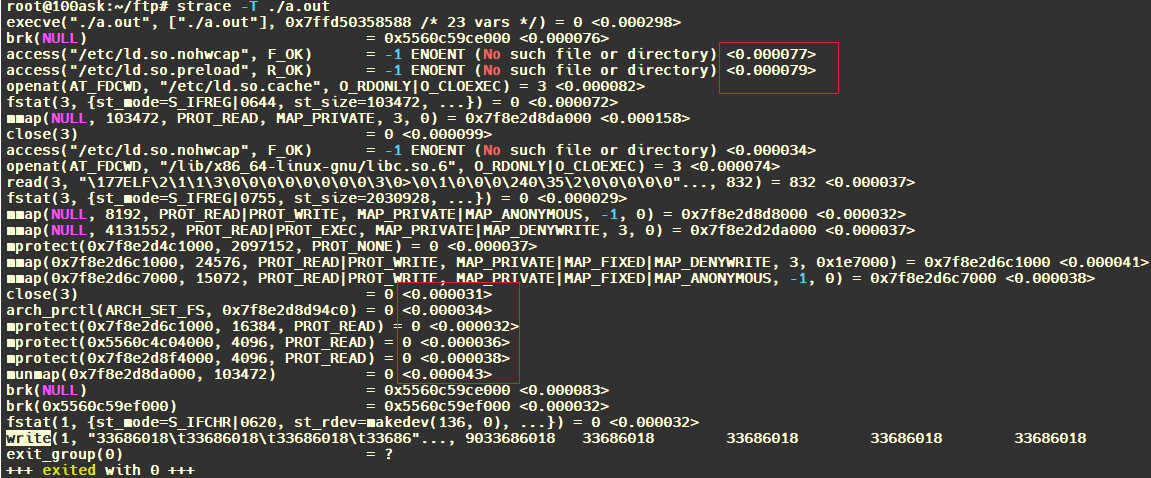 root@100ask:~/ftp# strace -T ./a.out
execve("./a.out", ["./a.out"], 0x7ffd50358588 /* 23 vars */) = 0 <0.000298>
brk(NULL) = 0x5560c59ce000 <0.000076>
access("/etc/ld.so.nohwcap", F_OK) = -1 ENOENT (No such file or directory) <0.000077>
access("/etc/ld.so.preload", R_OK) = -1 ENOENT (No such file or directory) <0.000079>
openat(AT_FDCWD, "/etc/ld.so.cache", O_RDONLY|O_CLOEXEC) = 3 <0.000082>
fstat(3, {st_mode=S_IFREG|0644, st_size=103472, ...}) = 0 <0.000072>
mmap(NULL, 103472, PROT_READ, MAP_PRIVATE, 3, 0) = 0x7f8e2d8da000 <0.000158>
close(3) = 0 <0.000099>
access("/etc/ld.so.nohwcap", F_OK) = -1 ENOENT (No such file or directory) <0.000034>
openat(AT_FDCWD, "/lib/x86_64-linux-gnu/libc.so.6", O_RDONLY|O_CLOEXEC) = 3 <0.000074>
read(3, "\177ELF\2\1\1\3\0\0\0\0\0\0\0\0\3\0>\0\1\0\0\0\240\35\2\0\0\0\0\0"..., 832) = 832 <0.000037>
fstat(3, {st_mode=S_IFREG|0755, st_size=2030928, ...}) = 0 <0.000029>
mmap(NULL, 8192, PROT_READ|PROT_WRITE, MAP_PRIVATE|MAP_ANONYMOUS, -1, 0) = 0x7f8e2d8d8000 <0.000032>
mmap(NULL, 4131552, PROT_READ|PROT_EXEC, MAP_PRIVATE|MAP_DENYWRITE, 3, 0) = 0x7f8e2d2da000 <0.000037>
mprotect(0x7f8e2d4c1000, 2097152, PROT_NONE) = 0 <0.000037>
mmap(0x7f8e2d6c1000, 24576, PROT_READ|PROT_WRITE, MAP_PRIVATE|MAP_FIXED|MAP_DENYWRITE, 3, 0x1e7000) = 0x7f8e2d6c1000 <0.000041>
mmap(0x7f8e2d6c7000, 15072, PROT_READ|PROT_WRITE, MAP_PRIVATE|MAP_FIXED|MAP_ANONYMOUS, -1, 0) = 0x7f8e2d6c7000 <0.000038>
close(3) = 0 <0.000031>
arch_prctl(ARCH_SET_FS, 0x7f8e2d8d94c0) = 0 <0.000034>
mprotect(0x7f8e2d6c1000, 16384, PROT_READ) = 0 <0.000032>
mprotect(0x5560c4c04000, 4096, PROT_READ) = 0 <0.000036>
mprotect(0x7f8e2d8f4000, 4096, PROT_READ) = 0 <0.000038>
munmap(0x7f8e2d8da000, 103472) = 0 <0.000043>
brk(NULL) = 0x5560c59ce000 <0.000083>
brk(0x5560c59ef000) = 0x5560c59ef000 <0.000032>
fstat(1, {st_mode=S_IFCHR|0620, st_rdev=makedev(136, 0), ...}) = 0 <0.000032>
write(1, "33686018\t33686018\t33686018\t33686"..., 9033686018 33686018 33686018 33686018 33686018
exit_group(0) = ?
+++ exited with 0 +++